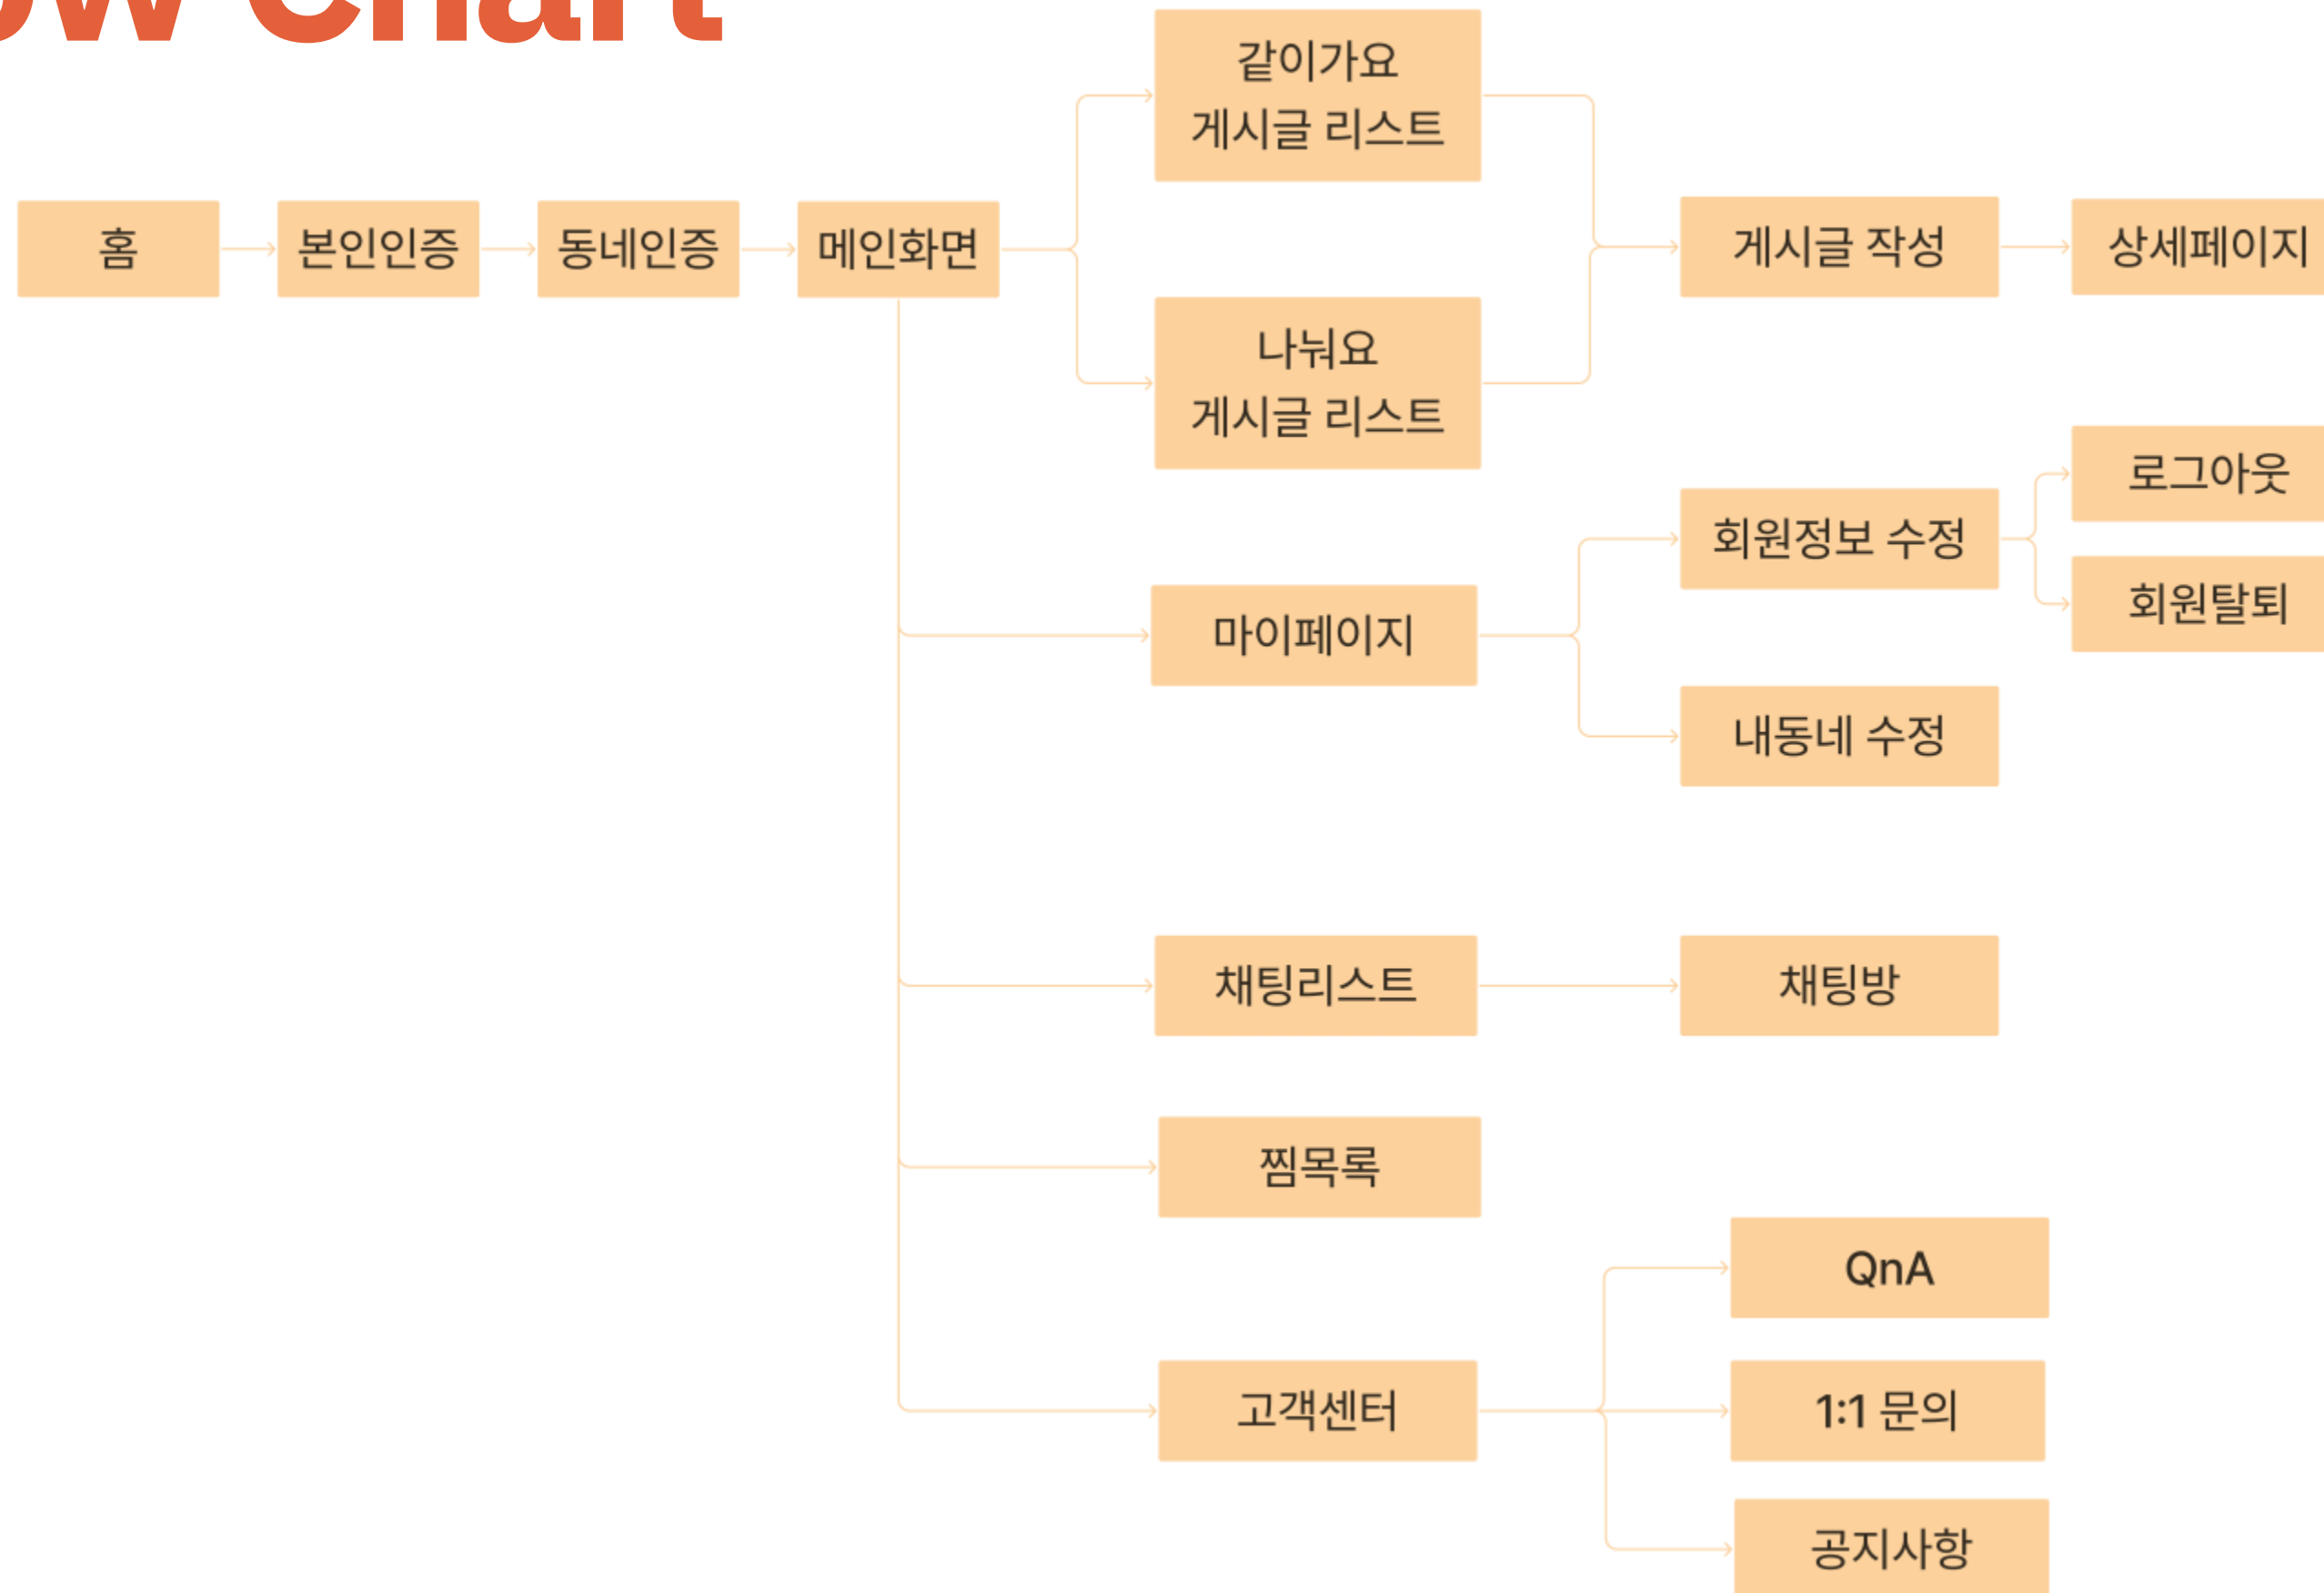 ow Chart
홈
본인인증
동네인증
메인화면
같이가요
게시글 리스트
나눠요
게시글 리스트
게시글 작성
상세페이지
마이페이지
회원정보 수정
로그아웃
회원탈퇴
내동네 수정
채팅리스트
채팅방
찜목록
고객센터
QnA
1:1 문의
공지사항